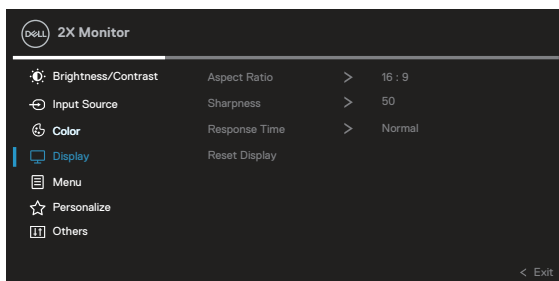 DELL 2X Monitor
Brightness/Contrast Aspect Ratio > 16 : 9
Input Source Sharpness > 50
Color Response Time > Normal
Display Reset Display
Menu
Personalize
Others
< Exit